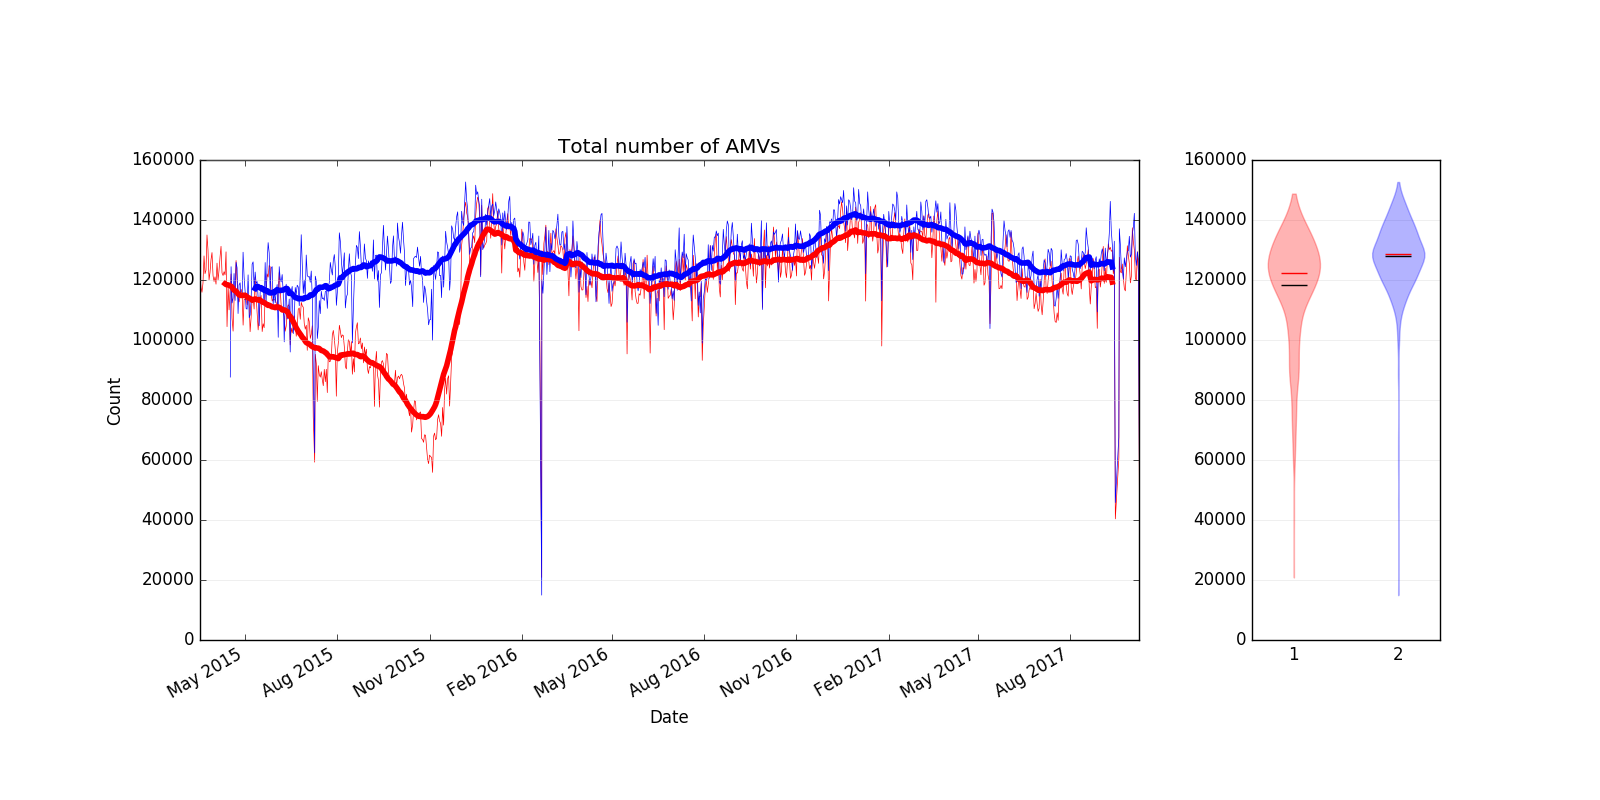 Total number of AMVs
160000
140000
120000
100000
80000
60000
40000
20000
0
Count
May 2015
Aug 2015
Nov 2015
Feb 2016
May 2016
Aug 2016
Nov 2016
Feb 2017
May 2017
Aug 2017
Date
160000
140000
120000
100000
80000
60000
40000
20000
0
1
2